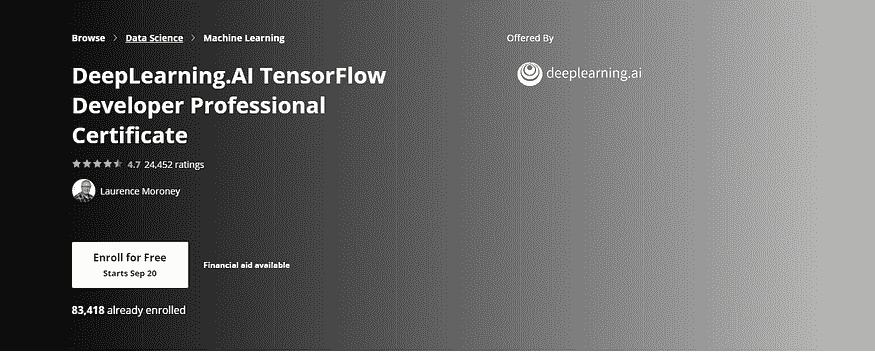 Browse > Data Science > Machine Learning
Offered By
deeplearning.ai
DeepLearning.AI TensorFlow
Developer Professional
Certificate
4.7 24,452 ratings
Laurence Moroney
Enroll for Free
Starts Sep 20
Financial aid available
83,418 already enrolled